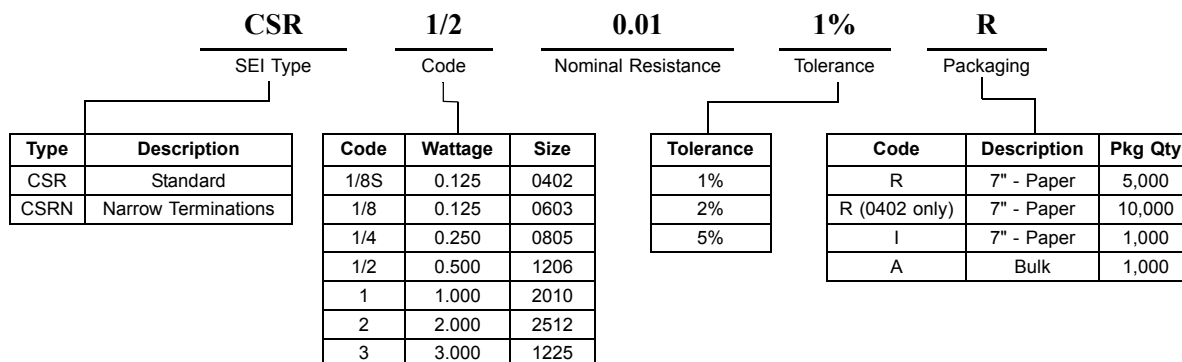 CSR 1/2 0.01 1% R
SEI Type Code Nominal Resistance Tolerance Packaging
Type Description
CSR Standard
CSRN Narrow Terminations
Code Wattage Size
1/8S 0.125 0402
1/8 0.125 0603
1/4 0.250 0805
1/2 0.500 1206
1 1.000 2010
2 2.000 2512
3 3.000 1225
Tolerance
1%
2%
5%
Code Description Pkg Qty
R 7" - Paper 5,000
R (0402 only) 7" - Paper 10,000
I 7" - Paper 1,000
A Bulk 1,000